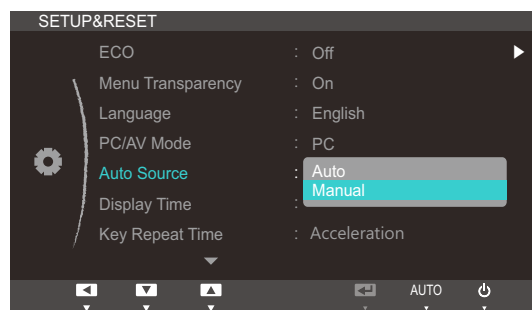 SETUP&RESET
ECO : Off
Menu Transparency : On
Language : English
PC/AV Mode : PC
Auto Source : Auto
Manual
Display Time :
Key Repeat Time : Acceleration
AUTO